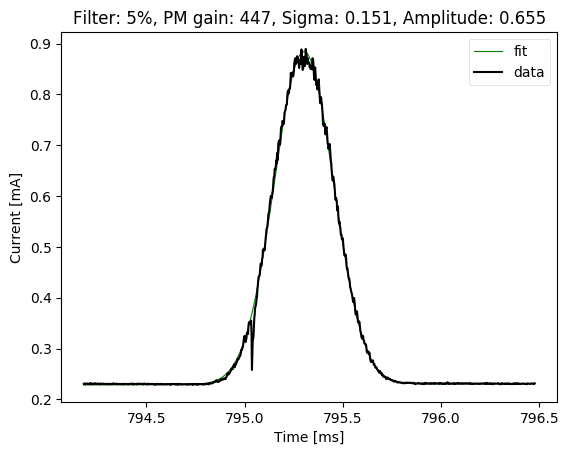 Filter: 5%, PM gain: 447, Sigma: 0.151, Amplitude: 0.655
fit
data
0.9
0.8
0.7
0.6
0.5
0.4
0.3
0.2
Current [mA]
794.5
795.0
795.5
796.0
796.5
Time [ms]